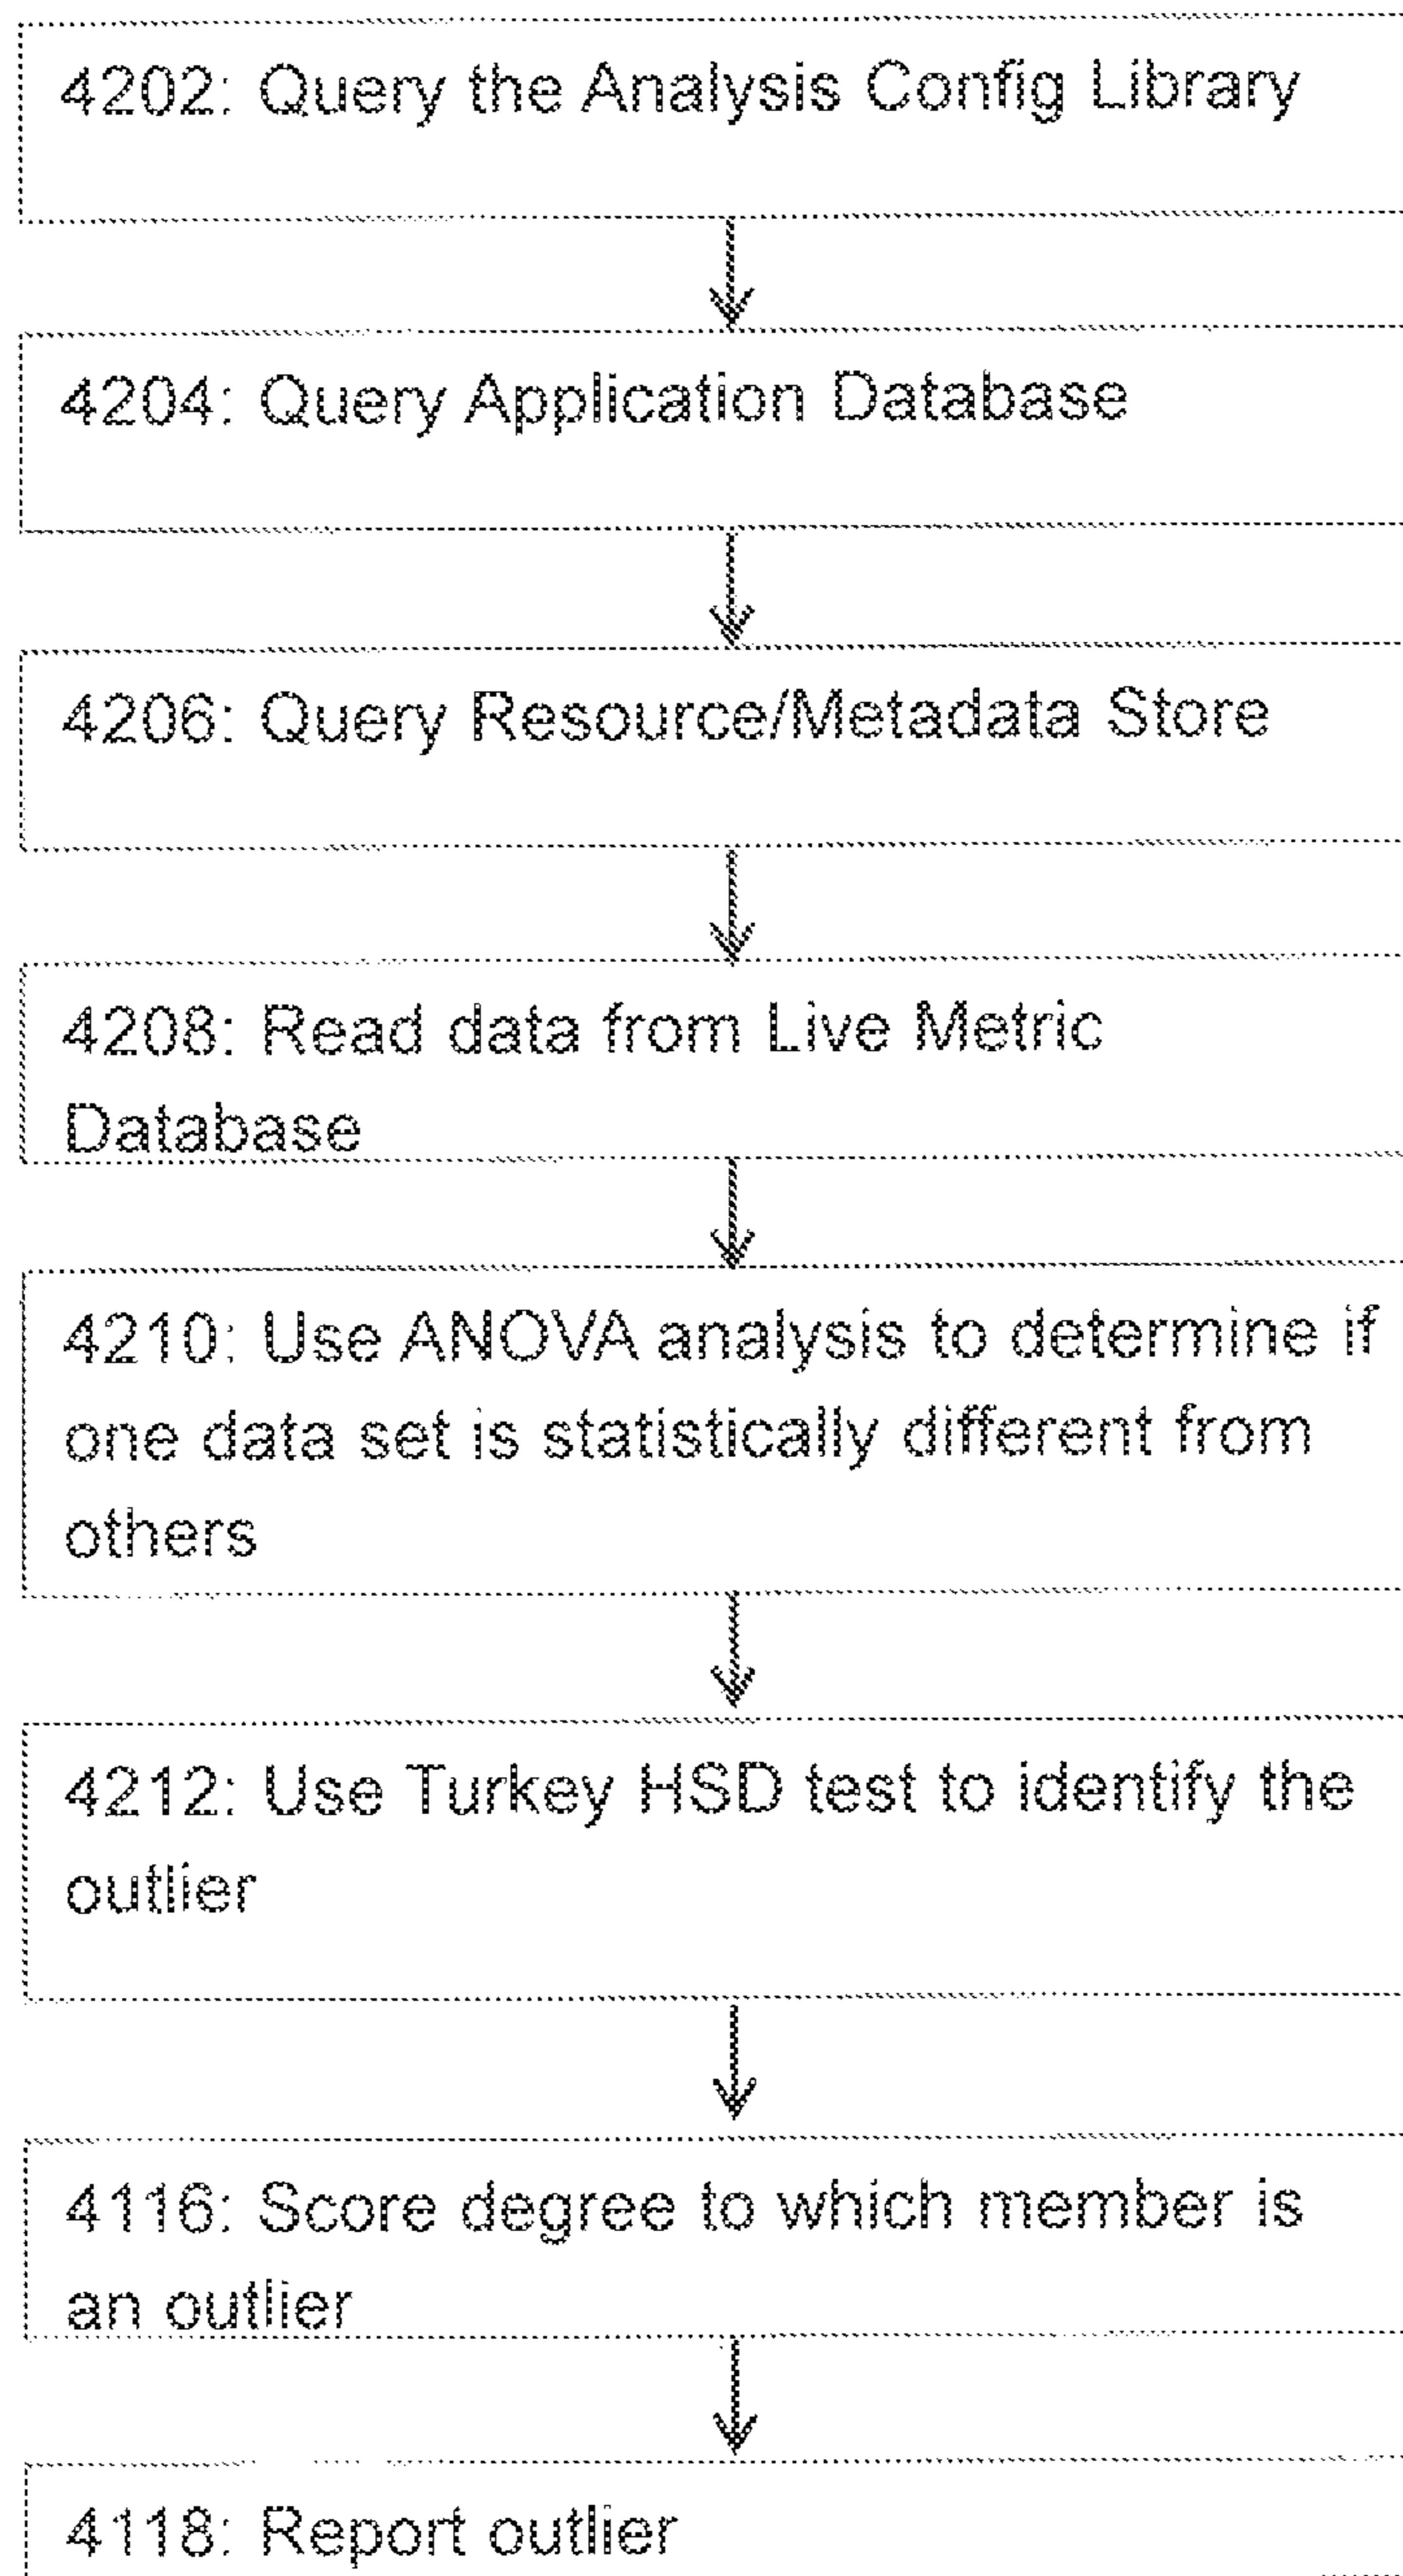 4202: Query the Analysis Config Library
4204: Query Application Database
4206: Query Resource/Metadata Store
4208: Read data from Live Metric
Database
4210: Use ANOVA analysis to determine if
one data set is statistically different from
others
4212: Use Turkey HSD test to identify the
outlier
4116: Score degree to which member is
an outlier
4118: Report outlier